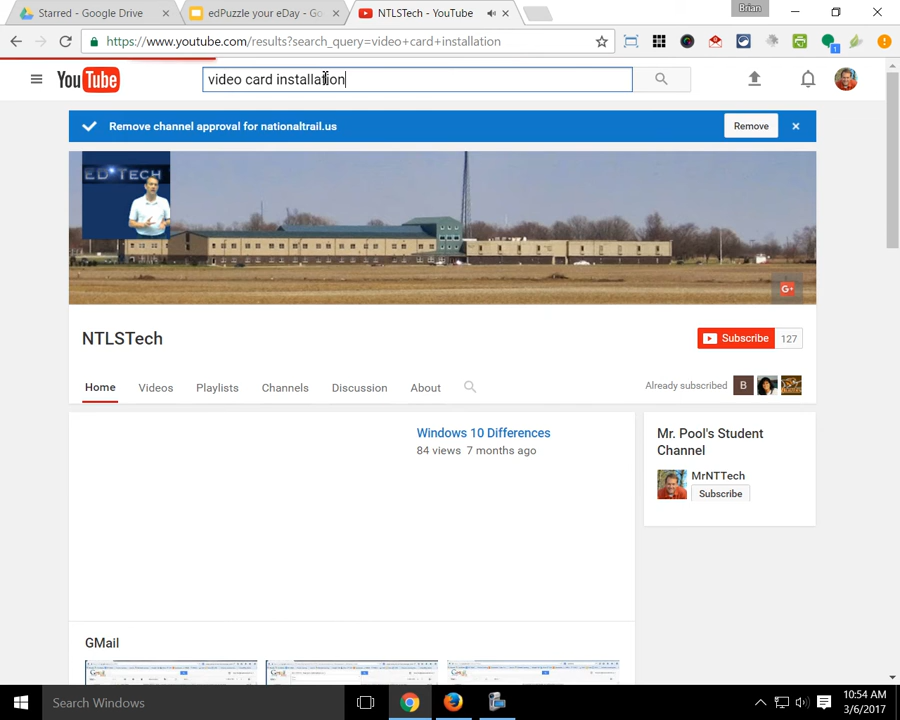 Brian
Starred - Google Drive
edPuzzle your eDay - Go
NTLSTech - YouTube
https://www.youtube.com/results?search_query=video+card+installation
1
YouTube
video card installation
Remove channel approval for nationaltrail.us
Remove
ED TECH
G+
NTLSTech
Subscribe 127
Home Videos Playlists Channels Discussion About
Already subscribed B
Windows 10 Differences
84 views 7 months ago
Mr. Pool's Student
Channel
MrNTTech
Subscribe
GMail
Search Windows
10:54 AM
3/6/2017